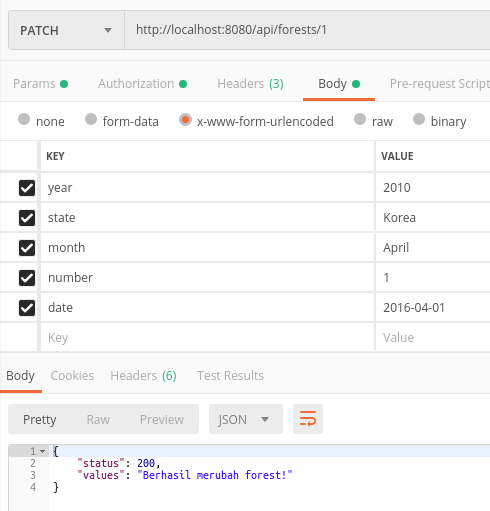 PATCH http://localhost:8080/api/forests/1
Params Authorization Headers (3) Body Pre-request Script
none form-data x-www-form-urlencoded raw binary
KEY VALUE
year 2010
state Korea
month April
number 1
date 2016-04-01
Key Value
Body Cookies Headers (6) Test Results
Pretty Raw Preview JSON
1 {
2 "status": 200,
3 "values": "Berhasil merubah forest!"
4 }